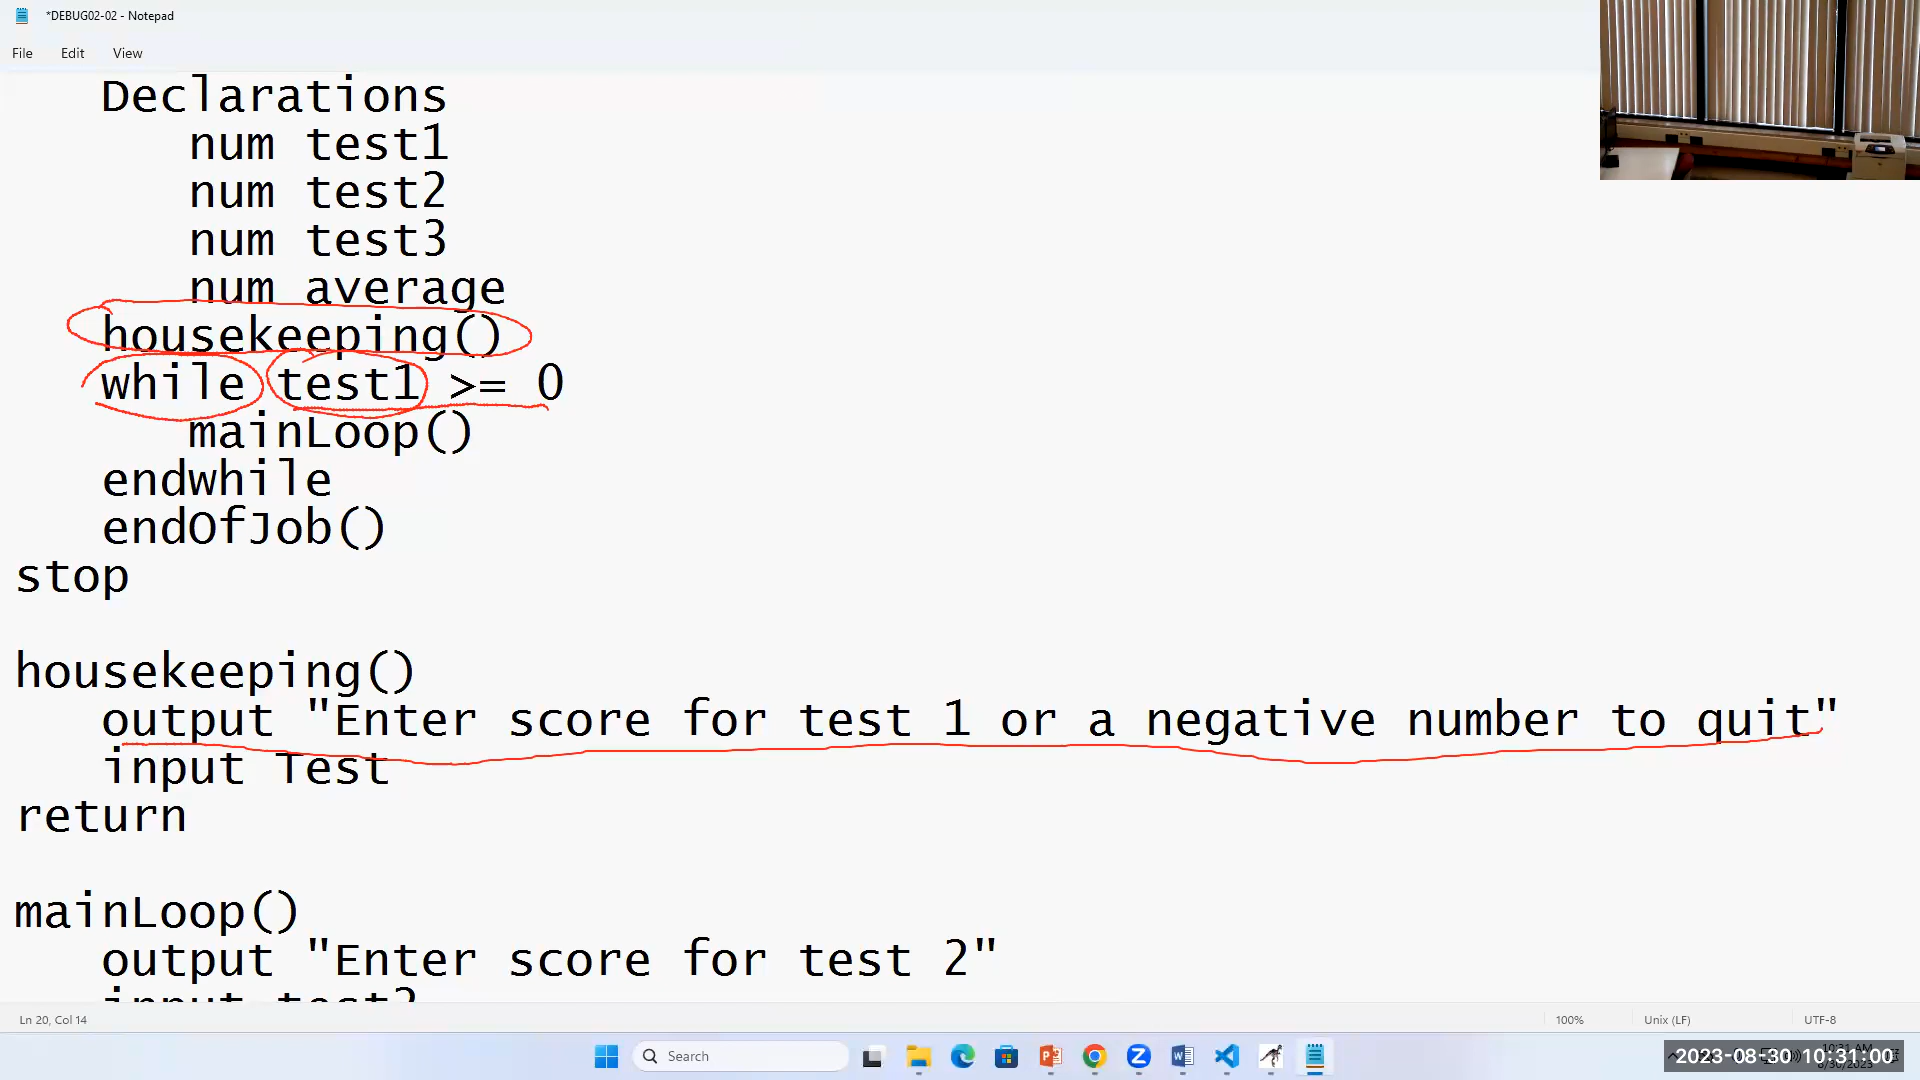 *DEBUG02-02 - Notepad
File Edit View
Declarations
num test1
num test2
num test3
num average
housekeeping()
while test1 >= 0
mainLoop()
endwhile
endOfJob()
stop
housekeeping()
output "Enter score for test 1 or a negative number to quit"
input Test
return
mainLoop()
output "Enter score for test 2"
input test2
Ln 20, Col 14 100% Unix (LF) UTF-8
Search
2023-08-30 10:31:00